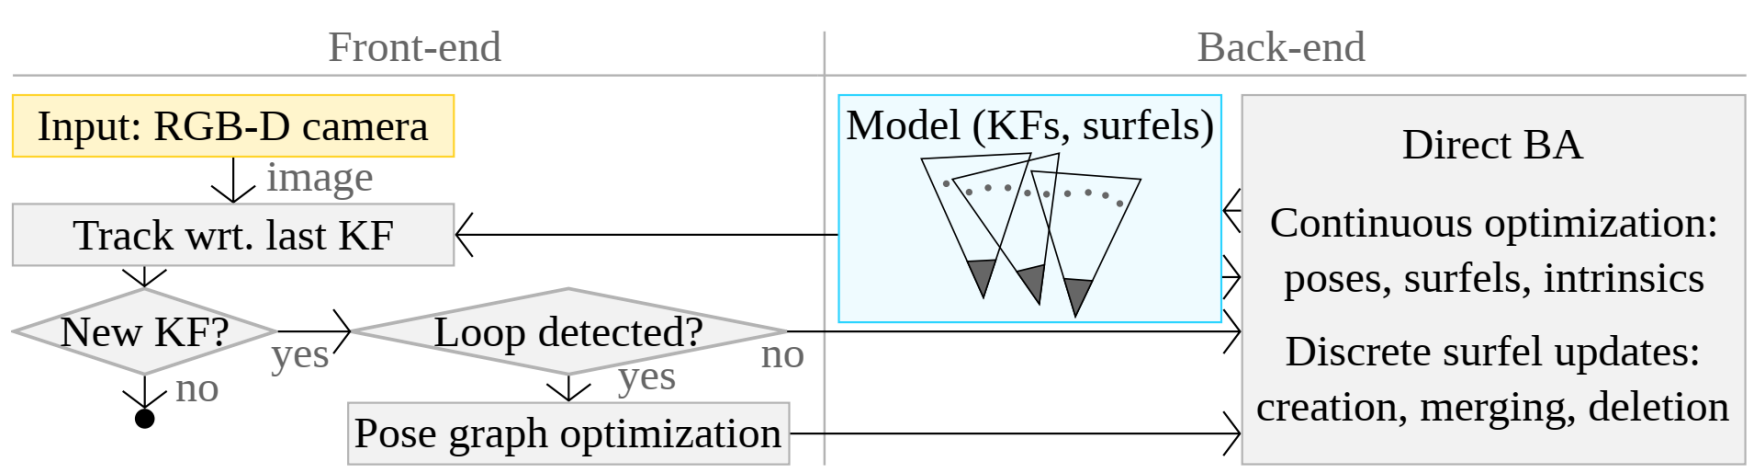 Front-end
Back-end
Input: RGB-D camera
image
Track wrt. last KF
New KF?
yes
no
Loop detected?
no
yes
Pose graph optimization
Model (KFs, surfels)
Direct BA
Continuous optimization:
poses, surfels, intrinsics
Discrete surfel updates:
creation, merging, deletion